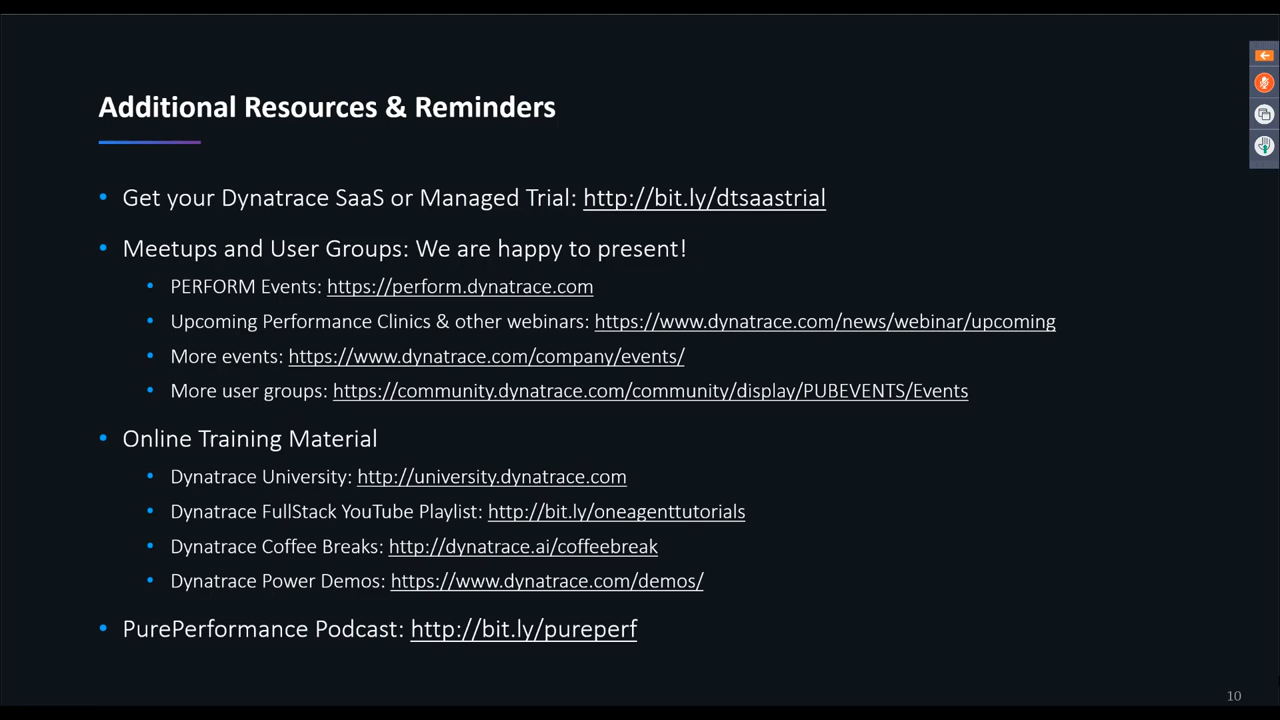 Additional Resources & Reminders
• Get your Dynatrace SaaS or Managed Trial: http://bit.ly/dtsaastrial
• Meetups and User Groups: We are happy to present!
• PERFORM Events: https://perform.dynatrace.com
• Upcoming Performance Clinics & other webinars: https://www.dynatrace.com/news/webinar/upcoming
• More events: https://www.dynatrace.com/company/events/
• More user groups: https://community.dynatrace.com/community/display/PUBEVENTS/Events
• Online Training Material
• Dynatrace University: http://university.dynatrace.com
• Dynatrace FullStack YouTube Playlist: http://bit.ly/oneagenttutorials
• Dynatrace Coffee Breaks: http://dynatrace.ai/coffeebreak
• Dynatrace Power Demos: https://www.dynatrace.com/demos/
• PurePerformance Podcast: http://bit.ly/pureperf
10